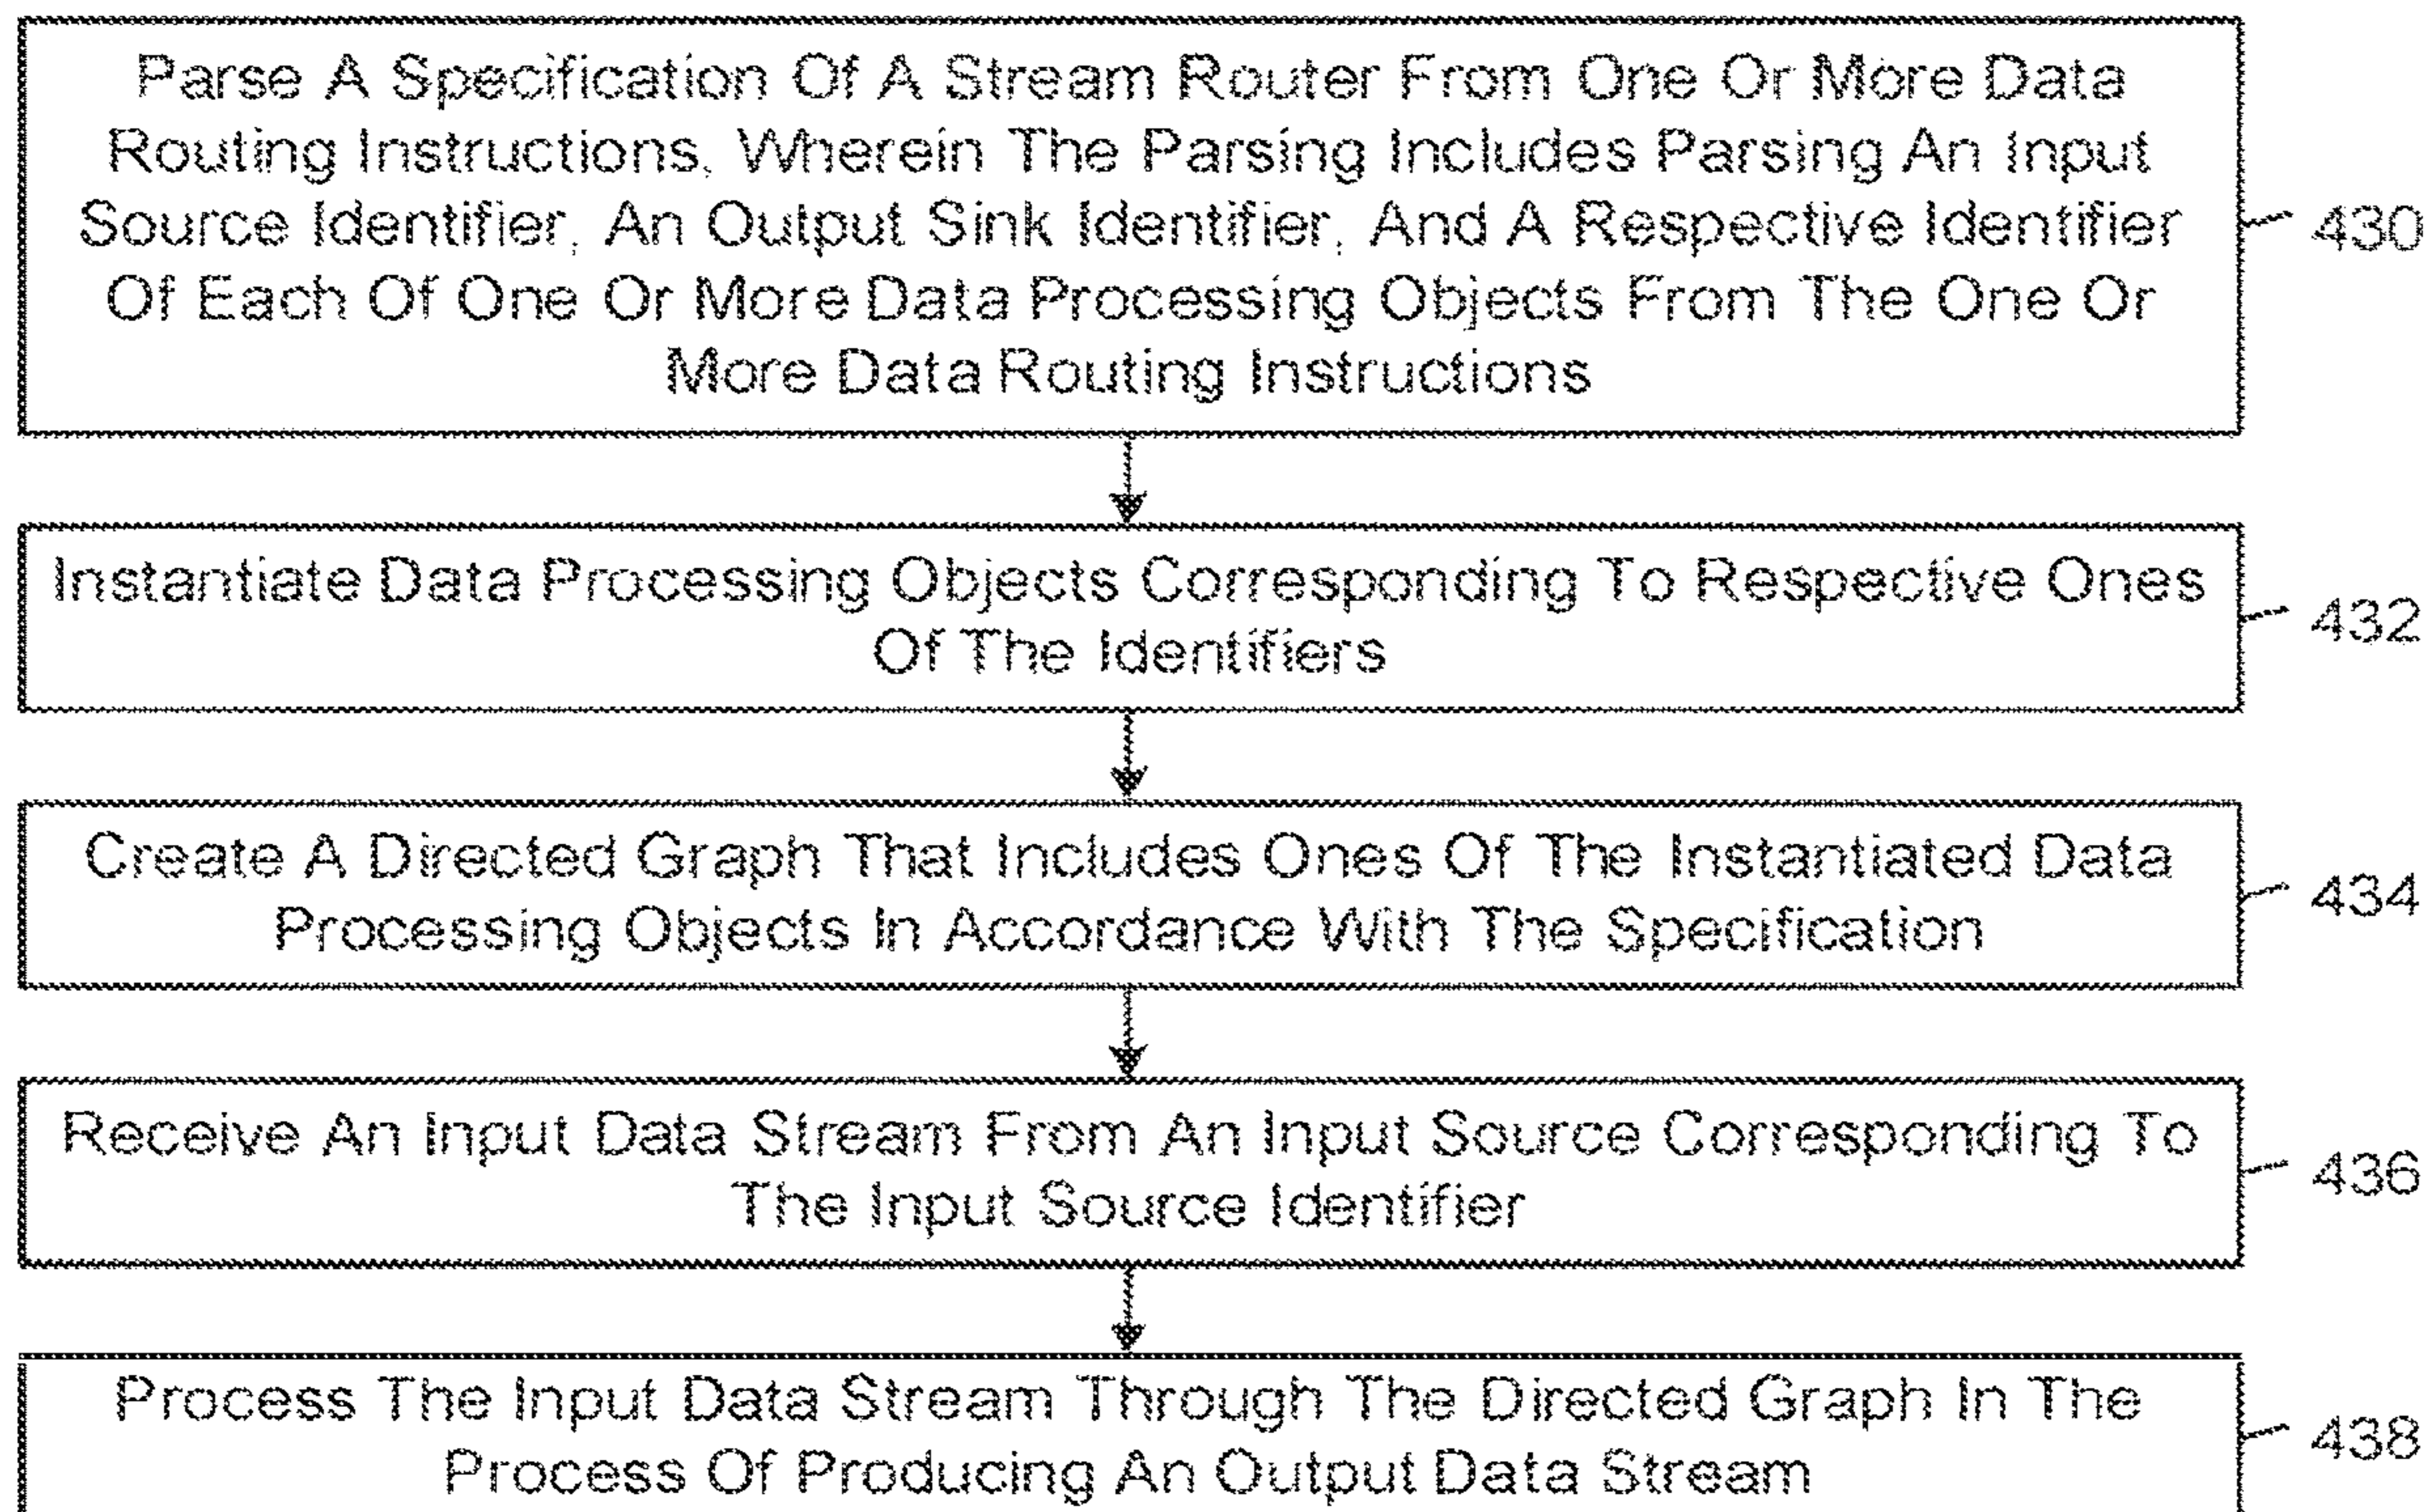 Parse A Specification Of A Stream Router From One Or More Data
Routing Instructions, Wherein The Parsing Includes Parsing An Input
Source Identifier, An Output Sink Identifier, And A Respective Identifier
Of Each Of One Or More Data Processing Objects From The One Or
More Data Routing Instructions
430
Instantiate Data Processing Objects Corresponding To Respective Ones
Of The Identifiers
432
Create A Directed Graph That Includes Ones Of The Instantiated Data
Processing Objects In Accordance With The Specification
434
Receive An Input Data Stream From An Input Source Corresponding To
The Input Source Identifier
436
Process The Input Data Stream Through The Directed Graph In The
Process Of Producing An Output Data Stream
438